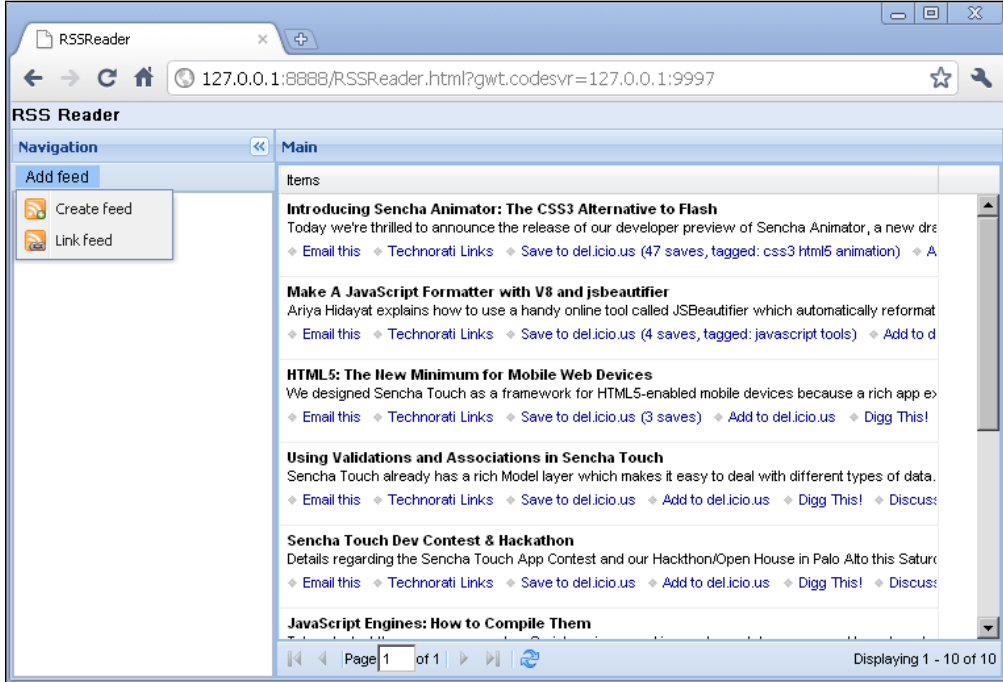 RSSReader
127.0.0.1:8888/RSSReader.html?gwt.codesvr=127.0.0.1:9997
RSS Reader
Navigation
Main
Add feed
Create feed
Link feed
Items
Introducing Sencha Animator: The CSS3 Alternative to Flash
Today we're thrilled to announce the release of our developer preview of Sencha Animator, a new dra
Email this Technorati Links Save to del.icio.us (47 saves, tagged: css3 html5 animation) A
Make A JavaScript Formatter with V8 and jsbeautifier
Ariya Hidayat explains how to use a handy online tool called JSBeautifier which automatically reformat
Email this Technorati Links Save to del.icio.us (4 saves, tagged: javascript tools) Add to d
HTML5: The New Minimum for Mobile Web Devices
We designed Sencha Touch as a framework for HTML5-enabled mobile devices because a rich app ex
Email this Technorati Links Save to del.icio.us (3 saves) Add to del.icio.us Digg This!
Using Validations and Associations in Sencha Touch
Sencha Touch already has a rich Model layer which makes it easy to deal with different types of data.
Email this Technorati Links Save to del.icio.us Add to del.icio.us Digg This! Discuss
Sencha Touch Dev Contest & Hackathon
Details regarding the Sencha Touch App Contest and our Hackthon/Open House in Palo Alto this Saturd
Email this Technorati Links Save to del.icio.us Add to del.icio.us Digg This! Discuss
JavaScript Engines: How to Compile Them
Page 1 of 1
Displaying 1 - 10 of 10